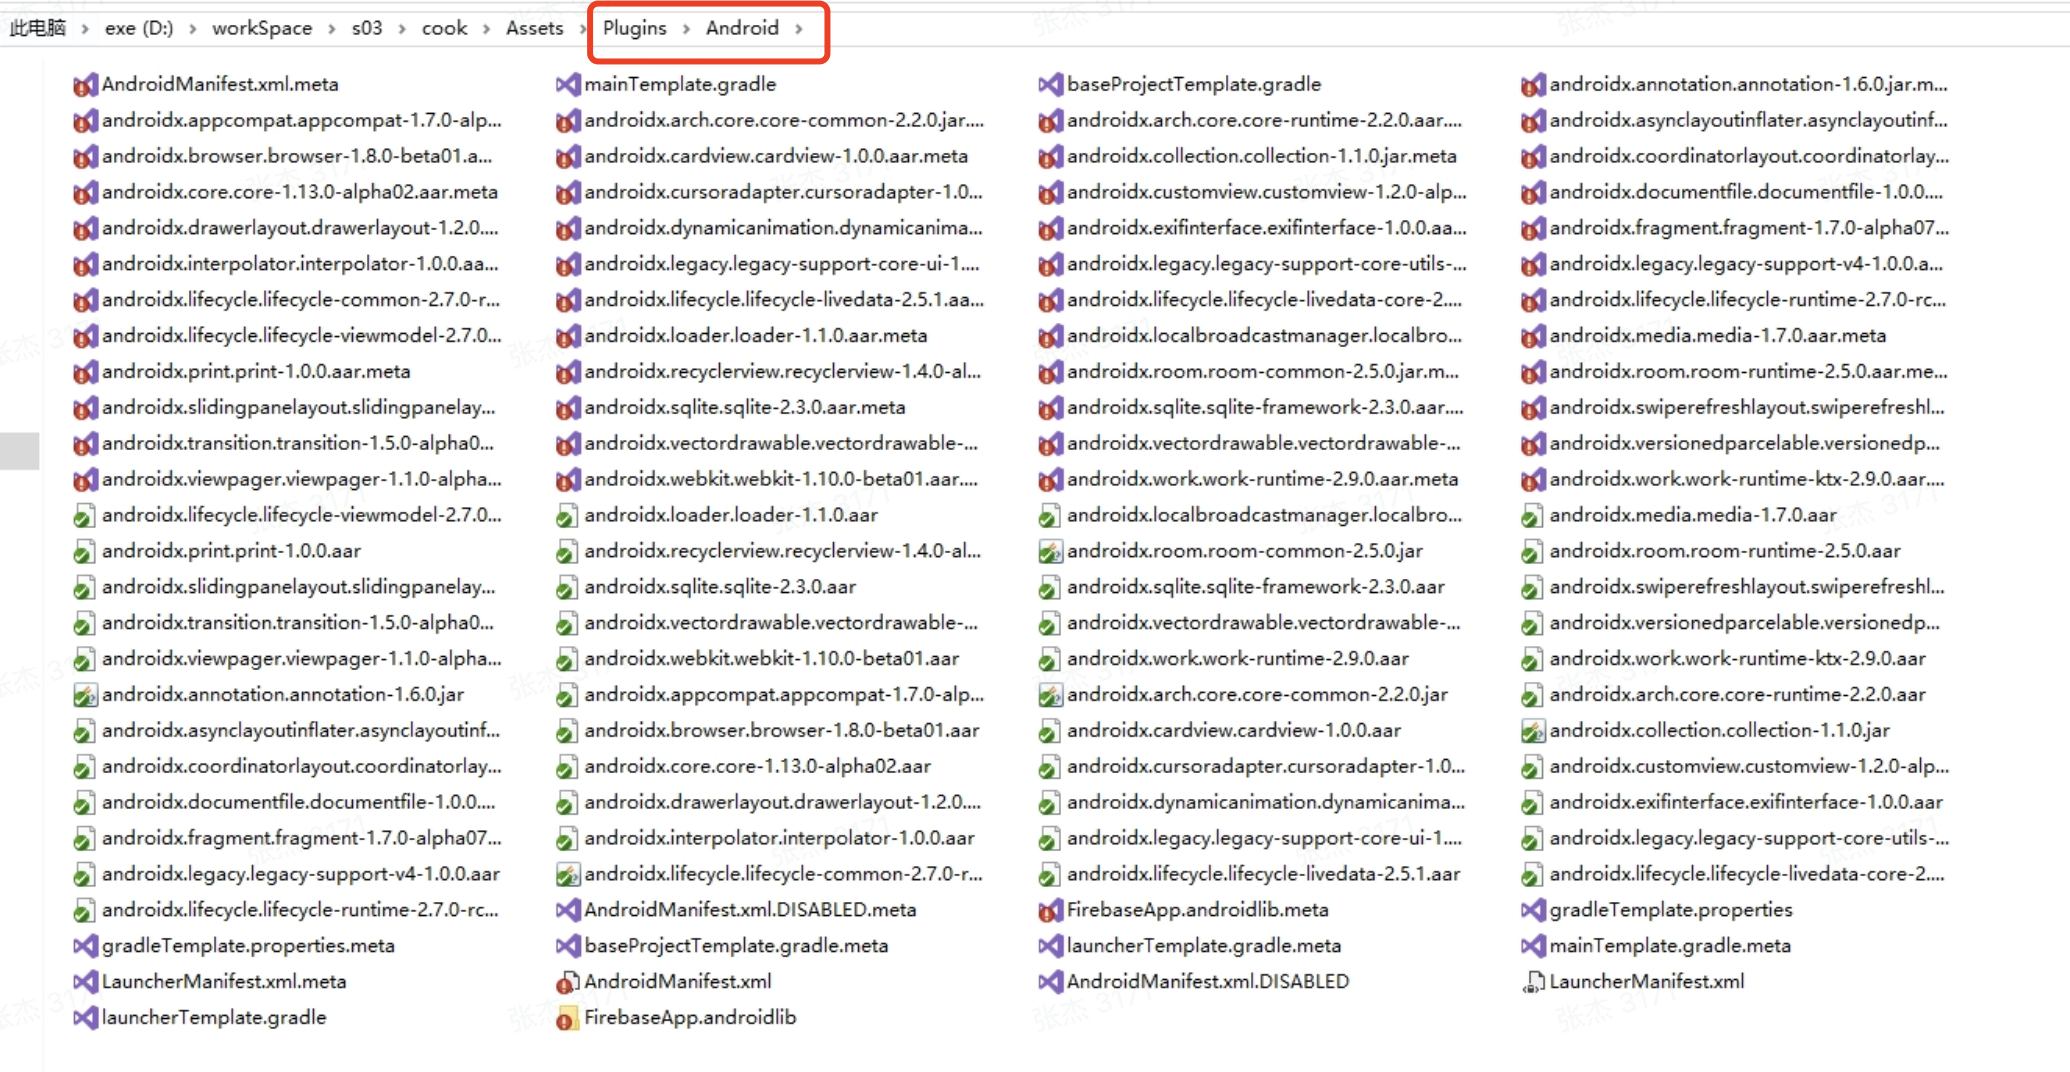 此电脑 › exe (D:) › workSpace › s03 › cook › Assets › Plugins › Android ›
AndroidManifest.xml.meta mainTemplate.gradle baseProjectTemplate.gradle androidx.annotation.annotation-1.6.0.jar.m...
androidx.appcompat.appcompat-1.7.0-alp... androidx.arch.core.core-common-2.2.0.jar.... androidx.arch.core.core-runtime-2.2.0.aar.... androidx.asynclayoutinflater.asynclayoutinf...
androidx.browser.browser-1.8.0-beta01.a... androidx.cardview.cardview-1.0.0.aar.meta androidx.collection.collection-1.1.0.jar.meta androidx.coordinatorlayout.coordinatorlay...
androidx.core.core-1.13.0-alpha02.aar.meta androidx.cursoradapter.cursoradapter-1.0... androidx.customview.customview-1.2.0-alp... androidx.documentfile.documentfile-1.0.0....
androidx.drawerlayout.drawerlayout-1.2.0.... androidx.dynamicanimation.dynamicanima... androidx.exifinterface.exifinterface-1.0.0.aa... androidx.fragment.fragment-1.7.0-alpha07...
androidx.interpolator.interpolator-1.0.0.aa... androidx.legacy.legacy-support-core-ui-1.... androidx.legacy.legacy-support-core-utils-... androidx.legacy.legacy-support-v4-1.0.0.a...
androidx.lifecycle.lifecycle-common-2.7.0-r... androidx.lifecycle.lifecycle-livedata-2.5.1.aa... androidx.lifecycle.lifecycle-livedata-core-2.... androidx.lifecycle.lifecycle-runtime-2.7.0-rc...
androidx.lifecycle.lifecycle-viewmodel-2.7.0... androidx.loader.loader-1.1.0.aar.meta androidx.localbroadcastmanager.localbro... androidx.media.media-1.7.0.aar.meta
androidx.print.print-1.0.0.aar.meta androidx.recyclerview.recyclerview-1.4.0-al... androidx.room.room-common-2.5.0.jar.m... androidx.room.room-runtime-2.5.0.aar.me...
androidx.slidingpanelayout.slidingpanelay... androidx.sqlite.sqlite-2.3.0.aar.meta androidx.sqlite.sqlite-framework-2.3.0.aar.... androidx.swiperefreshlayout.swiperefreshl...
androidx.transition.transition-1.5.0-alpha0... androidx.vectordrawable.vectordrawable-... androidx.vectordrawable.vectordrawable-... androidx.versionedparcelable.versionedp...
androidx.viewpager.viewpager-1.1.0-alpha... androidx.webkit.webkit-1.10.0-beta01.aar.... androidx.work.work-runtime-2.9.0.aar.meta androidx.work.work-runtime-ktx-2.9.0.aar....
androidx.lifecycle.lifecycle-viewmodel-2.7.0... androidx.loader.loader-1.1.0.aar androidx.localbroadcastmanager.localbro... androidx.media.media-1.7.0.aar
androidx.print.print-1.0.0.aar androidx.recyclerview.recyclerview-1.4.0-al... androidx.room.room-common-2.5.0.jar androidx.room.room-runtime-2.5.0.aar
androidx.slidingpanelayout.slidingpanelay... androidx.sqlite.sqlite-2.3.0.aar androidx.sqlite.sqlite-framework-2.3.0.aar androidx.swiperefreshlayout.swiperefreshl...
androidx.transition.transition-1.5.0-alpha0... androidx.vectordrawable.vectordrawable-... androidx.vectordrawable.vectordrawable-... androidx.versionedparcelable.versionedp...
androidx.viewpager.viewpager-1.1.0-alpha... androidx.webkit.webkit-1.10.0-beta01.aar androidx.work.work-runtime-2.9.0.aar androidx.work.work-runtime-ktx-2.9.0.aar
androidx.annotation.annotation-1.6.0.jar androidx.appcompat.appcompat-1.7.0-alp... androidx.arch.core.core-common-2.2.0.jar androidx.arch.core.core-runtime-2.2.0.aar
androidx.asynclayoutinflater.asynclayoutinf... androidx.browser.browser-1.8.0-beta01.aar androidx.cardview.cardview-1.0.0.aar androidx.collection.collection-1.1.0.jar
androidx.coordinatorlayout.coordinatorlay... androidx.core.core-1.13.0-alpha02.aar androidx.cursoradapter.cursoradapter-1.0... androidx.customview.customview-1.2.0-alp...
androidx.documentfile.documentfile-1.0.0.... androidx.drawerlayout.drawerlayout-1.2.0.... androidx.dynamicanimation.dynamicanima... androidx.exifinterface.exifinterface-1.0.0.aar
androidx.fragment.fragment-1.7.0-alpha07... androidx.interpolator.interpolator-1.0.0.aar androidx.legacy.legacy-support-core-ui-1.... androidx.legacy.legacy-support-core-utils-...
androidx.legacy.legacy-support-v4-1.0.0.aar androidx.lifecycle.lifecycle-common-2.7.0-r... androidx.lifecycle.lifecycle-livedata-2.5.1.aar androidx.lifecycle.lifecycle-livedata-core-2....
androidx.lifecycle.lifecycle-runtime-2.7.0-rc... AndroidManifest.xml.DISABLED.meta FirebaseApp.androidlib.meta gradleTemplate.properties
gradleTemplate.properties.meta baseProjectTemplate.gradle.meta launcherTemplate.gradle.meta mainTemplate.gradle.meta
LauncherManifest.xml.meta AndroidManifest.xml AndroidManifest.xml.DISABLED LauncherManifest.xml
launcherTemplate.gradle FirebaseApp.androidlib
张杰 3171